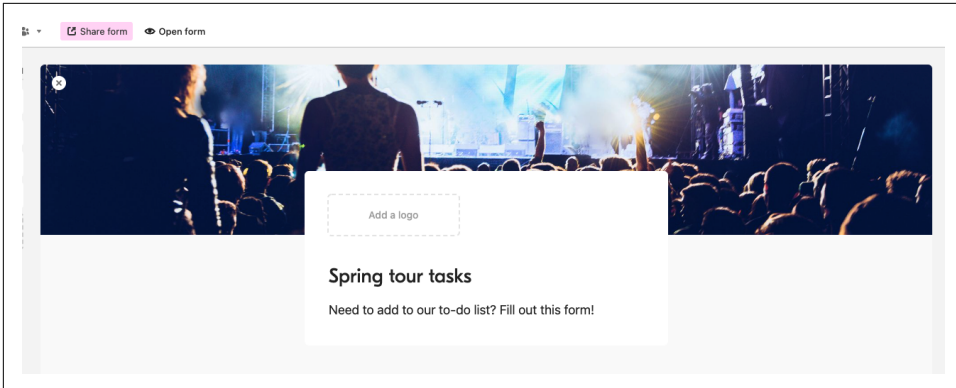 Share form
Open form
Add a logo
Spring tour tasks
Need to add to our to-do list? Fill out this form!